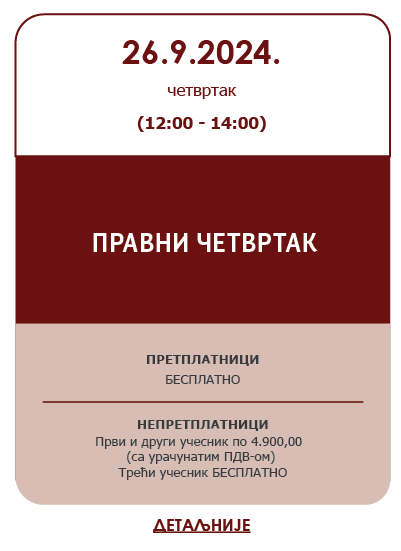 26.9.2024.
четвртак
(12:00 - 14:00)
ПРАВНИ ЧЕТВРТАК
ПРЕТПЛАТНИЦИ
БЕСПЛАТНО
НЕПРЕТПЛАТНИЦИ
Први и други учесник по 4.900,00
(са урачунатим ПДВ-ом)
Трећи учесник БЕСПЛАТНО
ДЕТАЉНИЈЕ